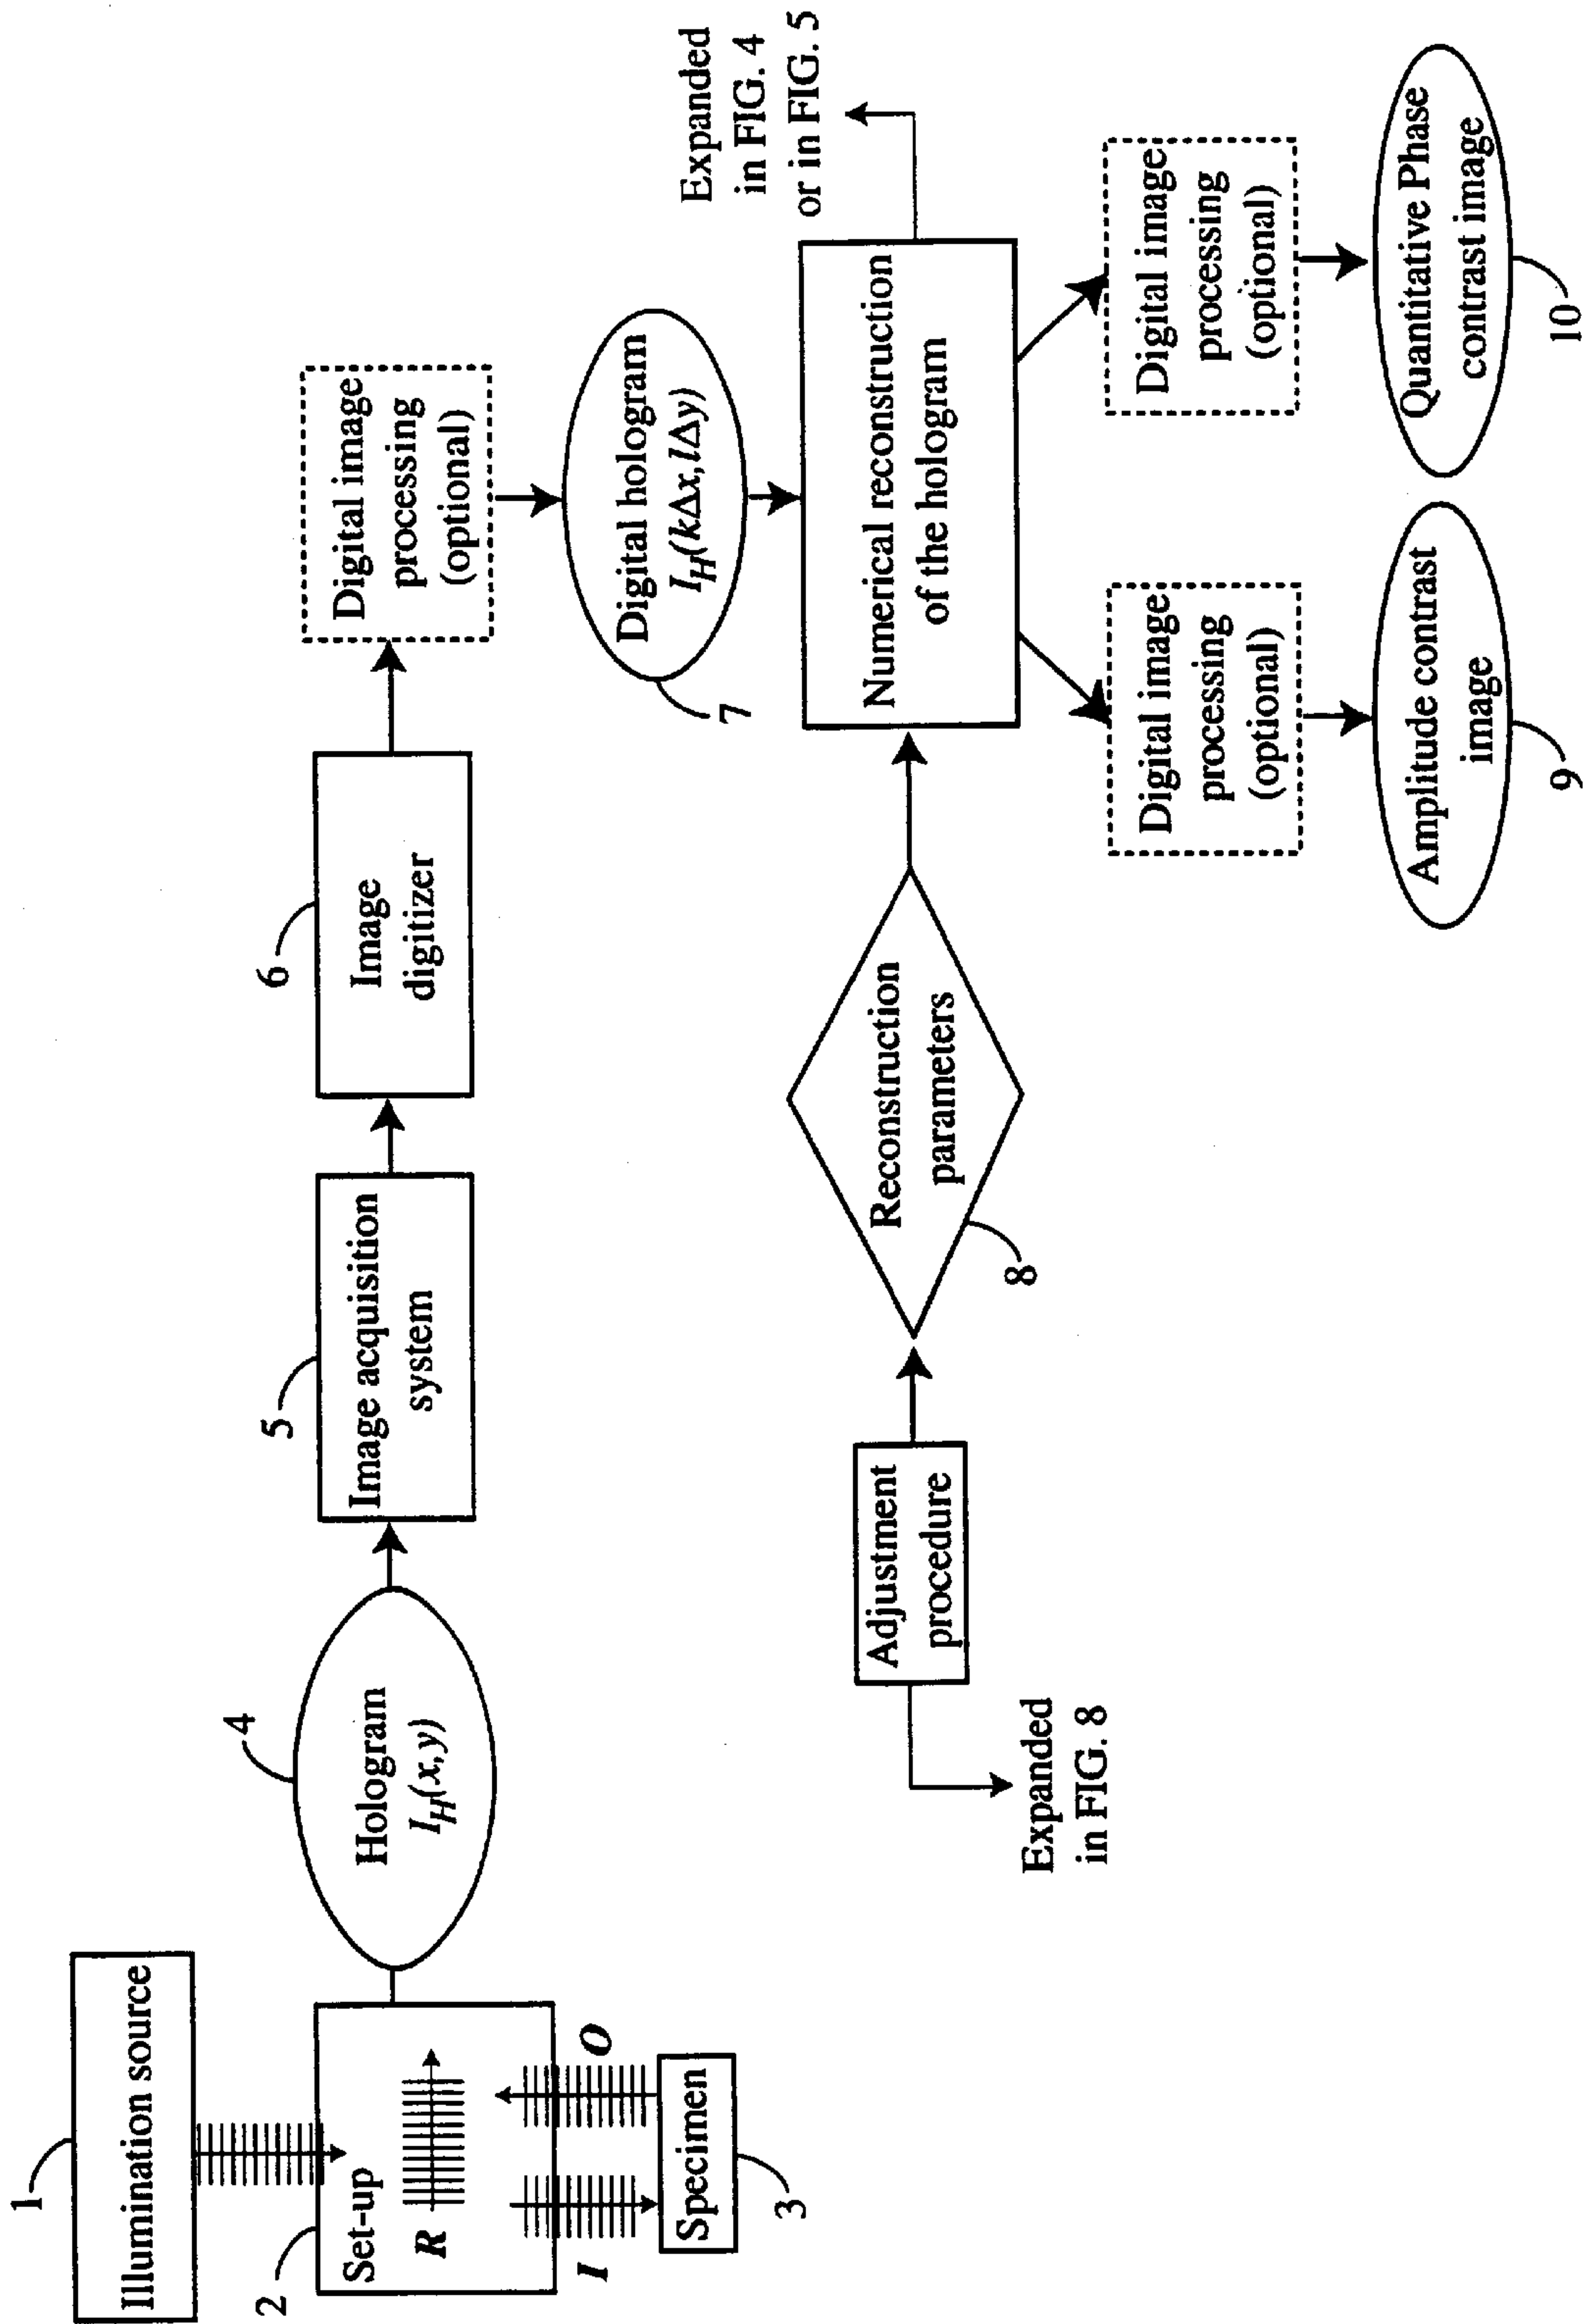 1
Illumination source
2
Set-up
R
I
O
Specimen
3
4
Hologram
I_H(x,y)
5
Image acquisition
system
6
Image
digitizer
Digital image
processing
(optional)
Digital hologram
I_H(kΔx,lΔy)
7
Expanded
in FIG. 8
Adjustment
procedure
Reconstruction
parameters
8
Numerical reconstruction
of the hologram
Expanded
in FIG. 4
or in FIG. 5
Digital image
processing
(optional)
Amplitude contrast
image
9
Digital image
processing
(optional)
Quantitative Phase
contrast image
10